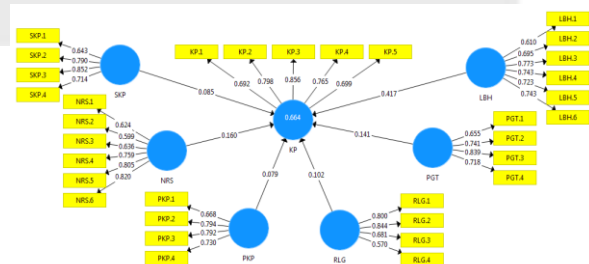 SKP.1
SKP.2
SKP.3
SKP.4
0.643
0.790
0.852
0.714
SKP
KP.1
KP.2
KP.3
KP.4
KP.5
0.692
0.798
0.856
0.765
0.699
0.664
KP
LBH.1
LBH.2
LBH.3
LBH.4
LBH.5
LBH.6
0.610
0.695
0.773
0.743
0.723
0.743
LBH
0.085
0.417
NRS.1
NRS.2
NRS.3
NRS.4
NRS.5
NRS.6
0.624
0.599
0.636
0.759
0.805
0.820
NRS
0.160
0.141
PGT.1
PGT.2
PGT.3
PGT.4
0.655
0.741
0.839
0.718
PGT
0.079
0.102
PKP.1
PKP.2
PKP.3
PKP.4
0.668
0.794
0.792
0.730
PKP
RLG.1
RLG.2
RLG.3
RLG.4
0.800
0.844
0.681
0.570
RLG